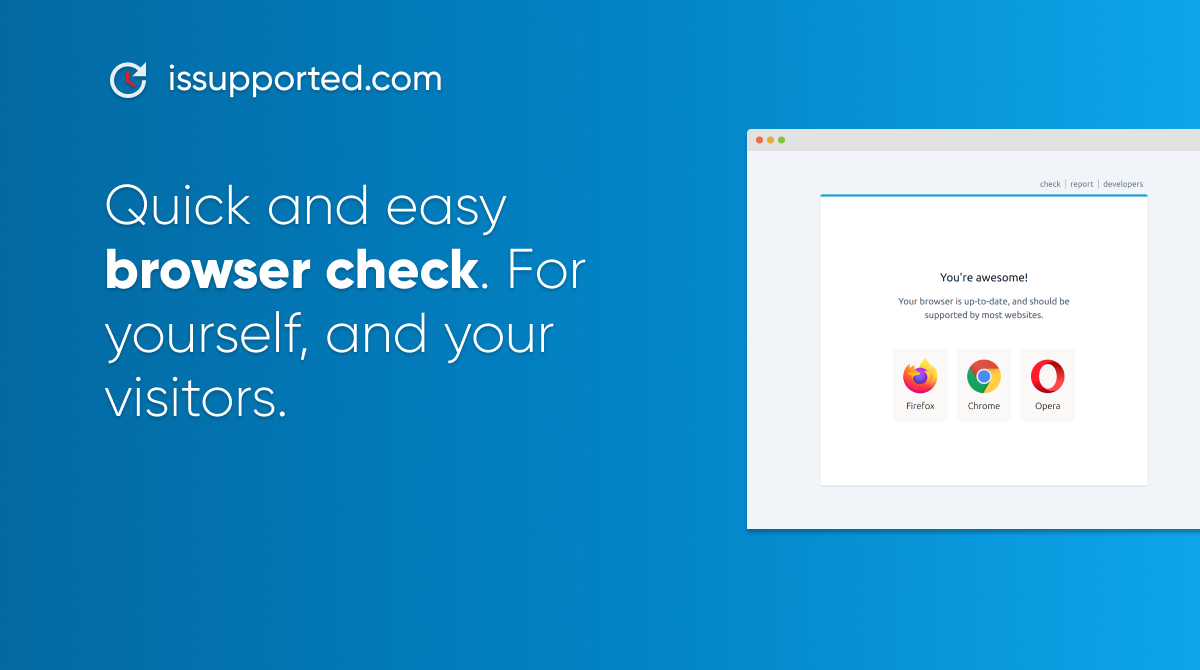 issupported.com
Quick and easy
browser check. For
yourself, and your
visitors.
check | report | developers
You're awesome!
Your browser is up-to-date, and should be
supported by most websites.
Firefox Chrome Opera